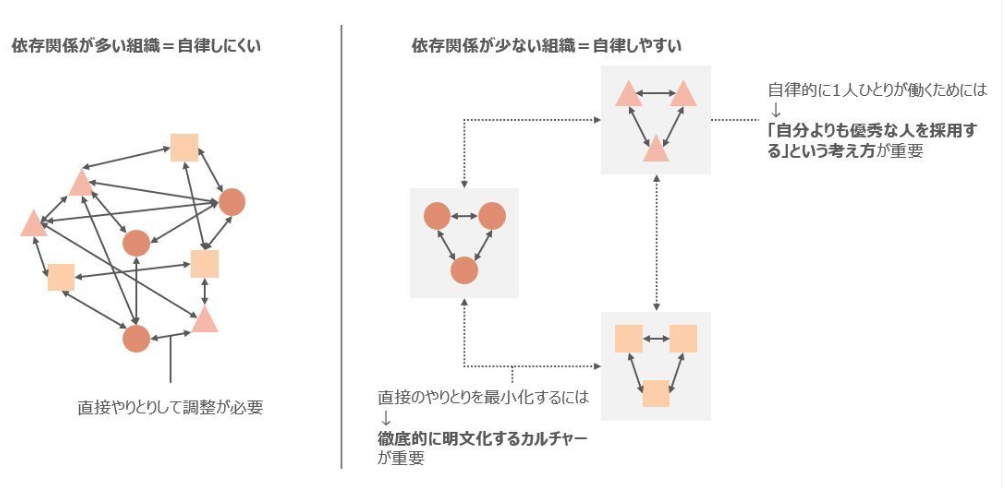 依存関係が多い組織＝自律しにくい
直接やりとりして調整が必要
依存関係が少ない組織＝自律しやすい
自律的に1人ひとりが働くためには
↓
「自分よりも優秀な人を採用す
る」という考え方が重要
直接のやりとりを最小化するには
↓
徹底的に明文化するカルチャー
が重要